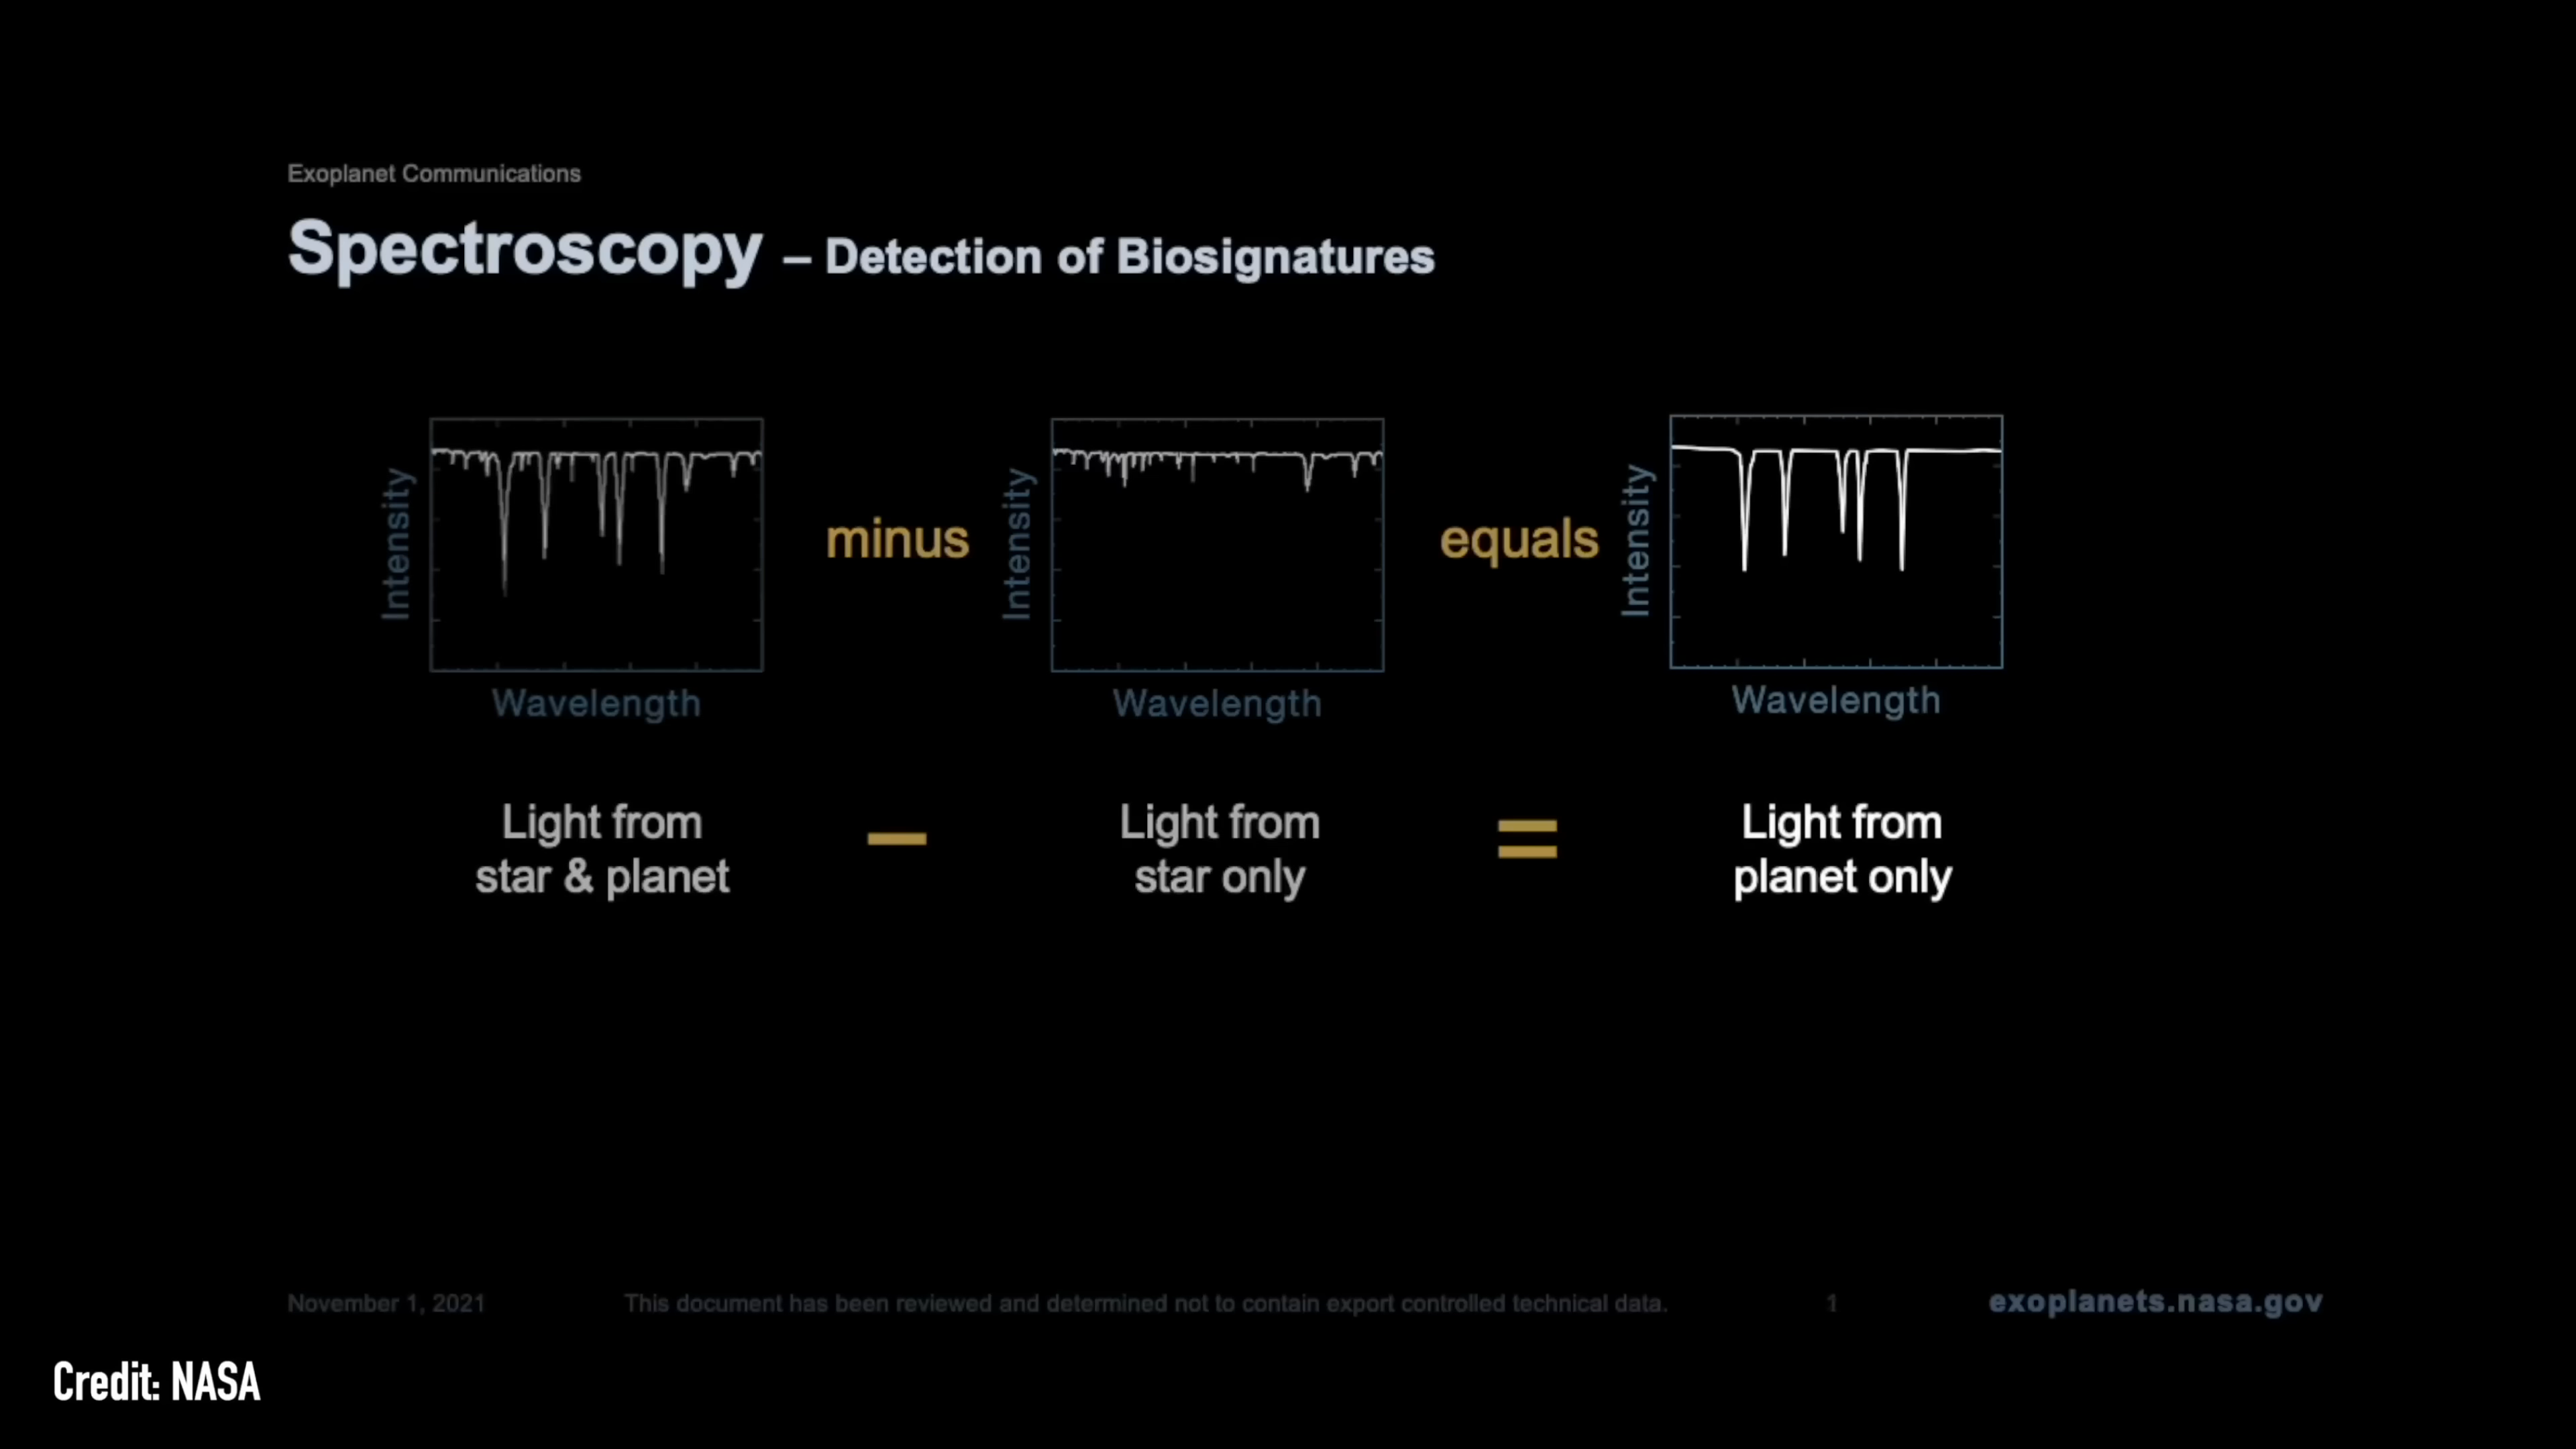 Exoplanet Communications
Spectroscopy – Detection of Biosignatures
Intensity
Wavelength
minus
Intensity
Wavelength
equals
Intensity
Wavelength
Light from
star & planet
–
Light from
star only
=
Light from
planet only
November 1, 2021
This document has been reviewed and determined not to contain export controlled technical data.
1
exoplanets.nasa.gov
Credit: NASA